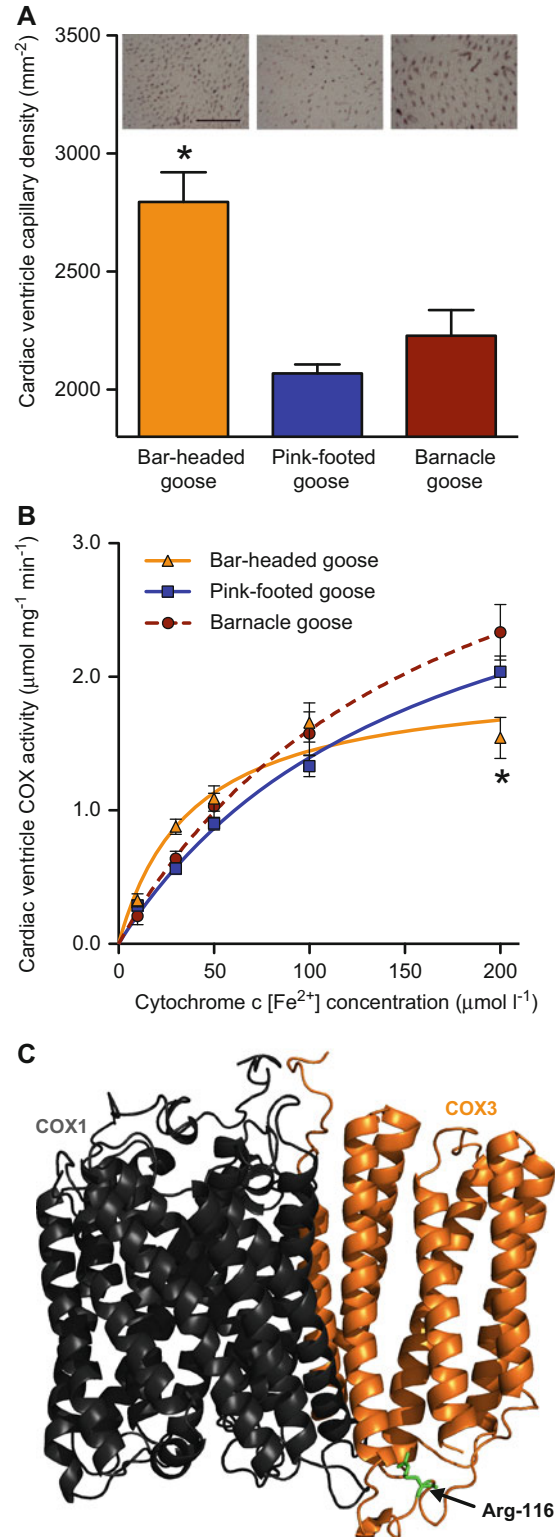 A
Cardiac ventricle capillary density (mm⁻²)
3500
3000
2500
2000
*
Bar-headed
goose
Pink-footed
goose
Barnacle
goose
B
Cardiac ventricle COX activity (μmol mg⁻¹ min⁻¹)
3.0
2.0
1.0
0.0
Bar-headed goose
Pink-footed goose
Barnacle goose
*
0 50 100 150 200
Cytochrome c [Fe²⁺] concentration (μmol l⁻¹)
C
COX1
COX3
Arg-116